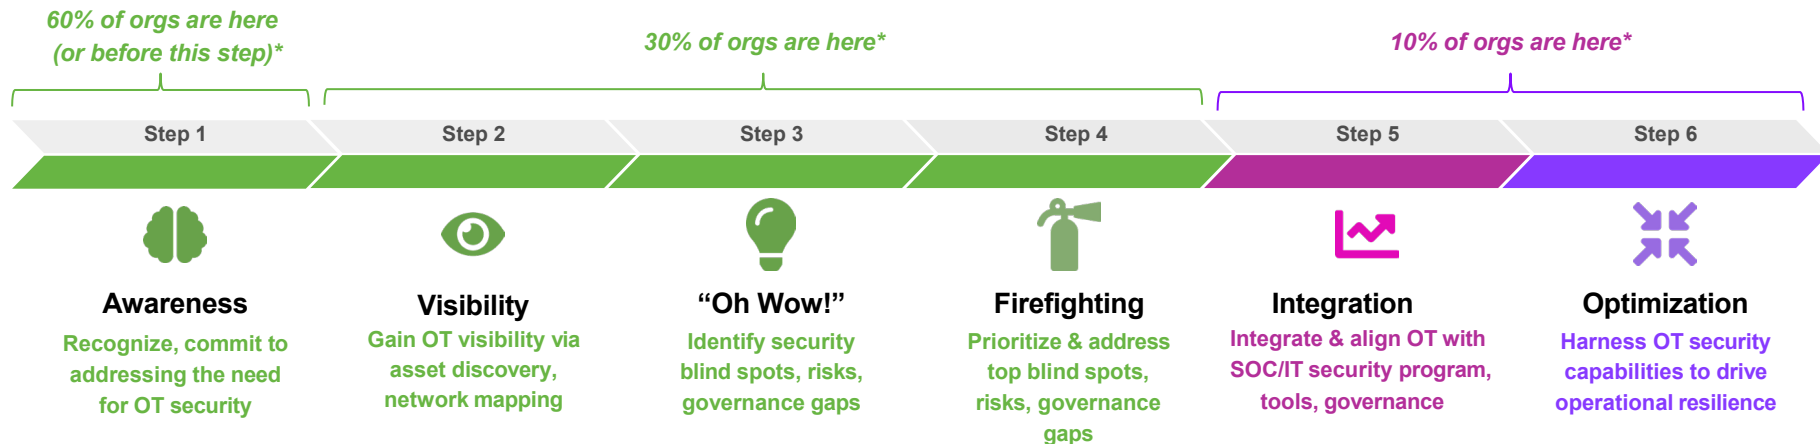 60% of orgs are here
(or before this step)*
30% of orgs are here*
10% of orgs are here*
Step 1
Step 2
Step 3
Step 4
Step 5
Step 6
Awareness
Recognize, commit to
addressing the need
for OT security
Visibility
Gain OT visibility via
asset discovery,
network mapping
“Oh Wow!”
Identify security
blind spots, risks,
governance gaps
Firefighting
Prioritize & address
top blind spots,
risks, governance
gaps
Integration
Integrate & align OT with
SOC/IT security program,
tools, governance
Optimization
Harness OT security
capabilities to drive
operational resilience